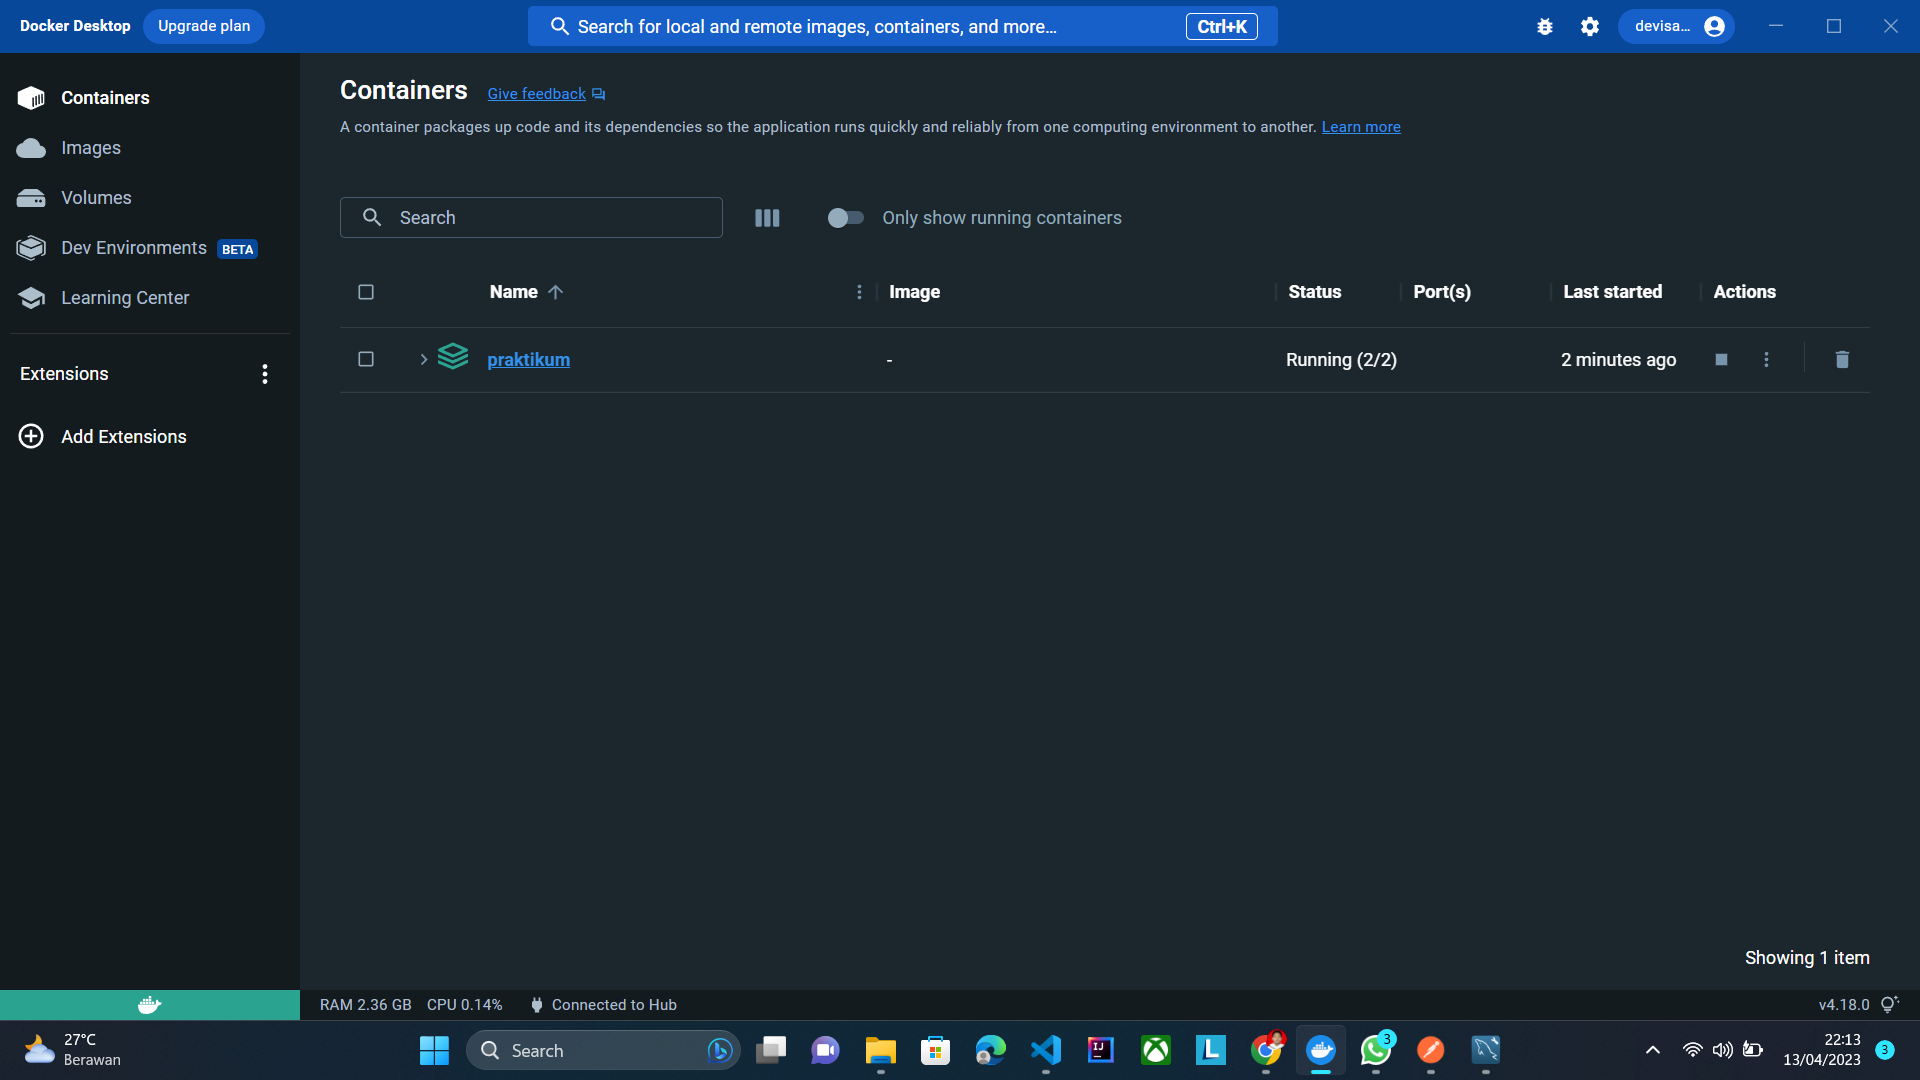 Docker Desktop Upgrade plan Search for local and remote images, containers, and more... Ctrl+K devisa...
Containers
Images
Volumes
Dev Environments BETA
Learning Center
Extensions
Add Extensions
Containers Give feedback
A container packages up code and its dependencies so the application runs quickly and reliably from one computing environment to another. Learn more
Search Only show running containers
Name Image Status Port(s) Last started Actions
praktikum - Running (2/2) 2 minutes ago
Showing 1 item
RAM 2.36 GB CPU 0.14% Connected to Hub v4.18.0
27°C
Berawan
Search
IJ
L
3
22:13
13/04/2023
3